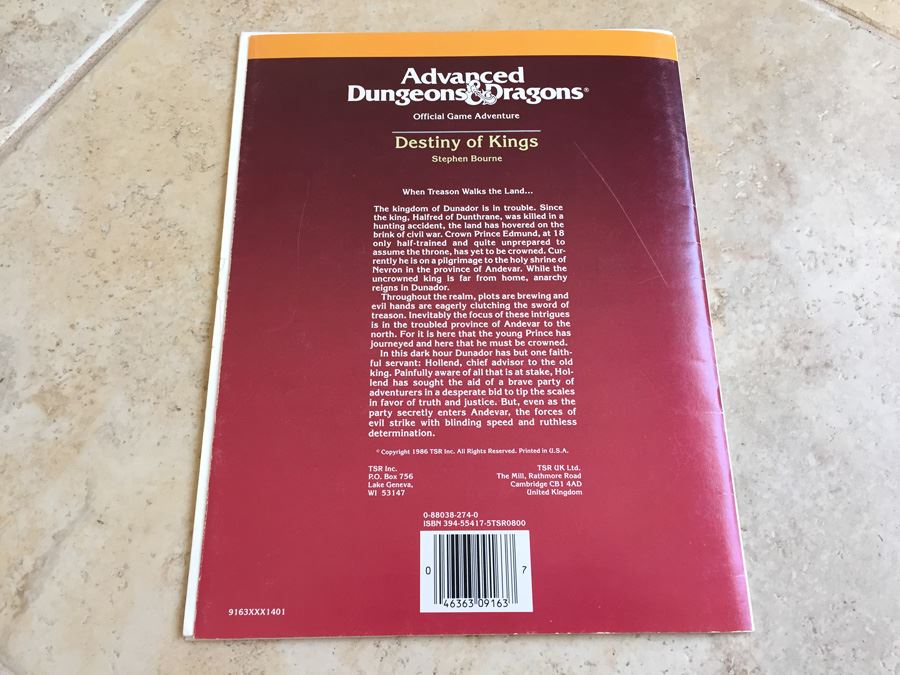 Advanced
Dungeons & Dragons®
Official Game Adventure
Destiny of Kings
Stephen Bourne
When Treason Walks the Land...
The kingdom of Dunador is in trouble. Since
the king, Halfred of Dunthrane, was killed in a
hunting accident, the land has hovered on the
brink of civil war. Crown Prince Edmund, at 18
only half-trained and quite unprepared to
assume the throne, has yet to be crowned. Cur-
rently he is on a pilgrimage to the holy shrine of
Nevron in the province of Andevar. While the
uncrowned king is far from home, anarchy
reigns in Dunador.
Throughout the realm, plots are brewing and
evil hands are eagerly clutching the sword of
treason. Inevitably the focus of these intrigues
is in the troubled province of Andevar to the
north. For it is here that the young Prince has
journeyed and here that he must be crowned.
In this dark hour Dunador has but one faith-
ful servant: Hollend, chief advisor to the old
king. Painfully aware of all that is at stake, Hol-
lend has sought the aid of a brave party of
adventurers in a desperate bid to tip the scales
in favor of truth and justice. But, even as the
party secretly enters Andevar, the forces of
evil strike with blinding speed and ruthless
determination.
© Copyright 1986 TSR Inc. All Rights Reserved. Printed in U.S.A.
TSR Inc.
P.O. Box 756
Lake Geneva,
WI 53147
TSR UK Ltd.
The Mill, Rathmore Road
Cambridge CB1 4AD
United Kingdom
0-88038-274-0
ISBN 394-55417-5TSR0800
0 46363 09163 7
9163XXX1401